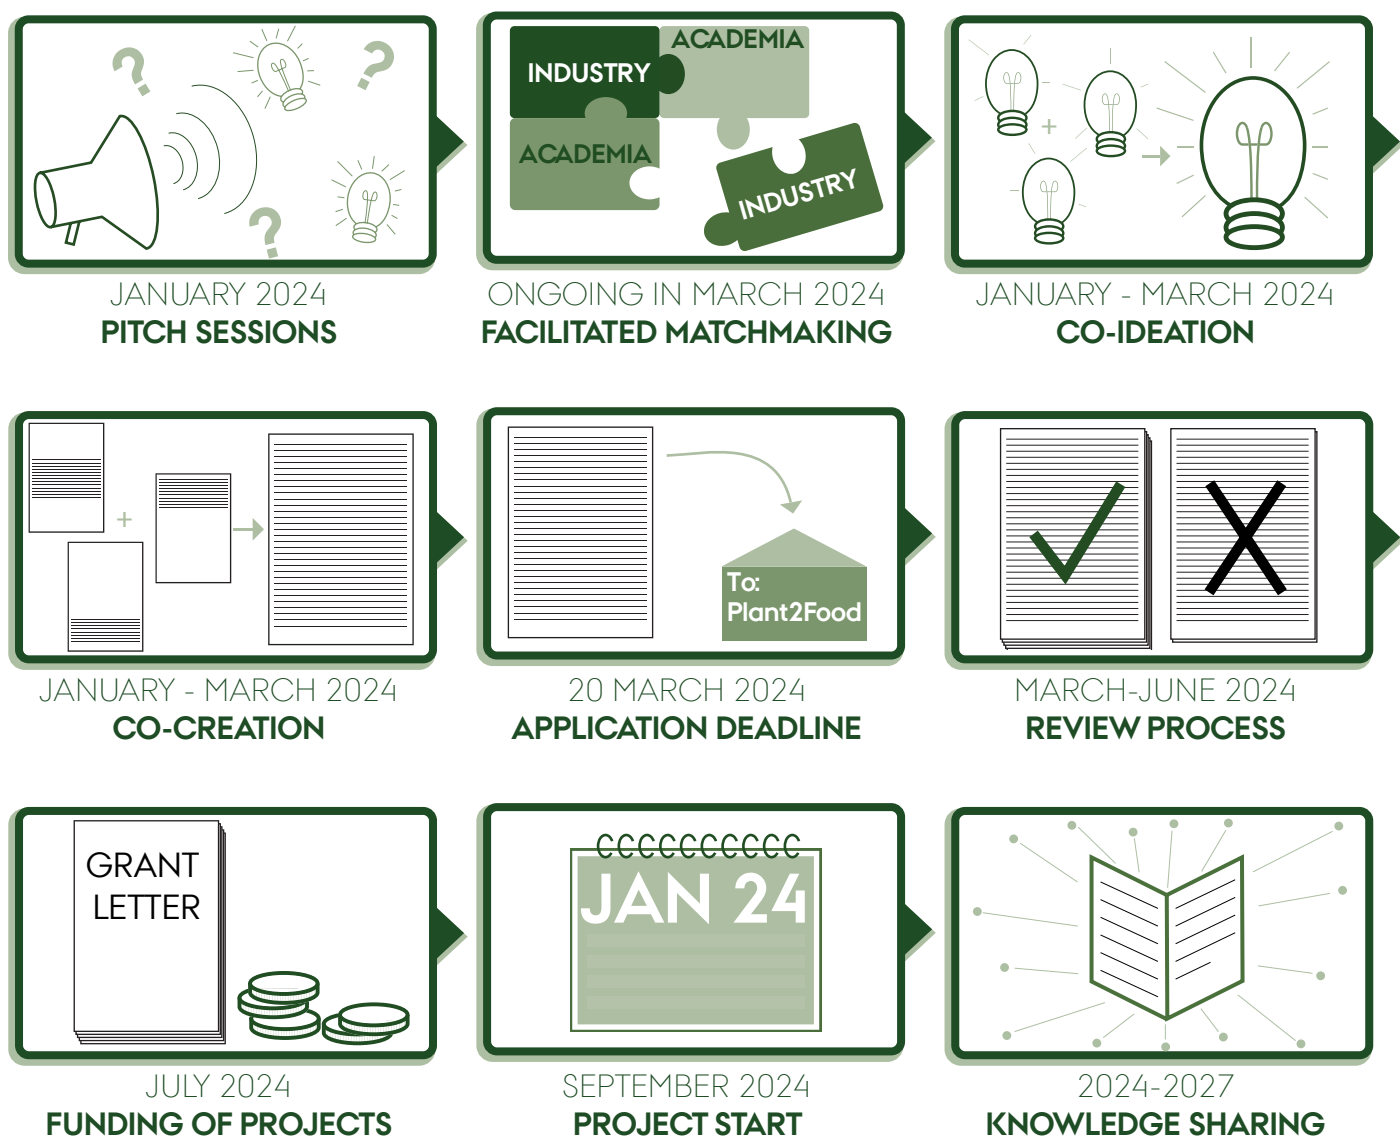 ? ? ?
INDUSTRY
ACADEMIA
ACADEMIA
INDUSTRY
+
JANUARY 2024
PITCH SESSIONS
ONGOING IN MARCH 2024
FACILITATED MATCHMAKING
JANUARY - MARCH 2024
CO-IDEATION
+
To:
Plant2Food
JANUARY - MARCH 2024
CO-CREATION
20 MARCH 2024
APPLICATION DEADLINE
MARCH-JUNE 2024
REVIEW PROCESS
GRANT
LETTER
JAN 24
JULY 2024
FUNDING OF PROJECTS
SEPTEMBER 2024
PROJECT START
2024-2027
KNOWLEDGE SHARING